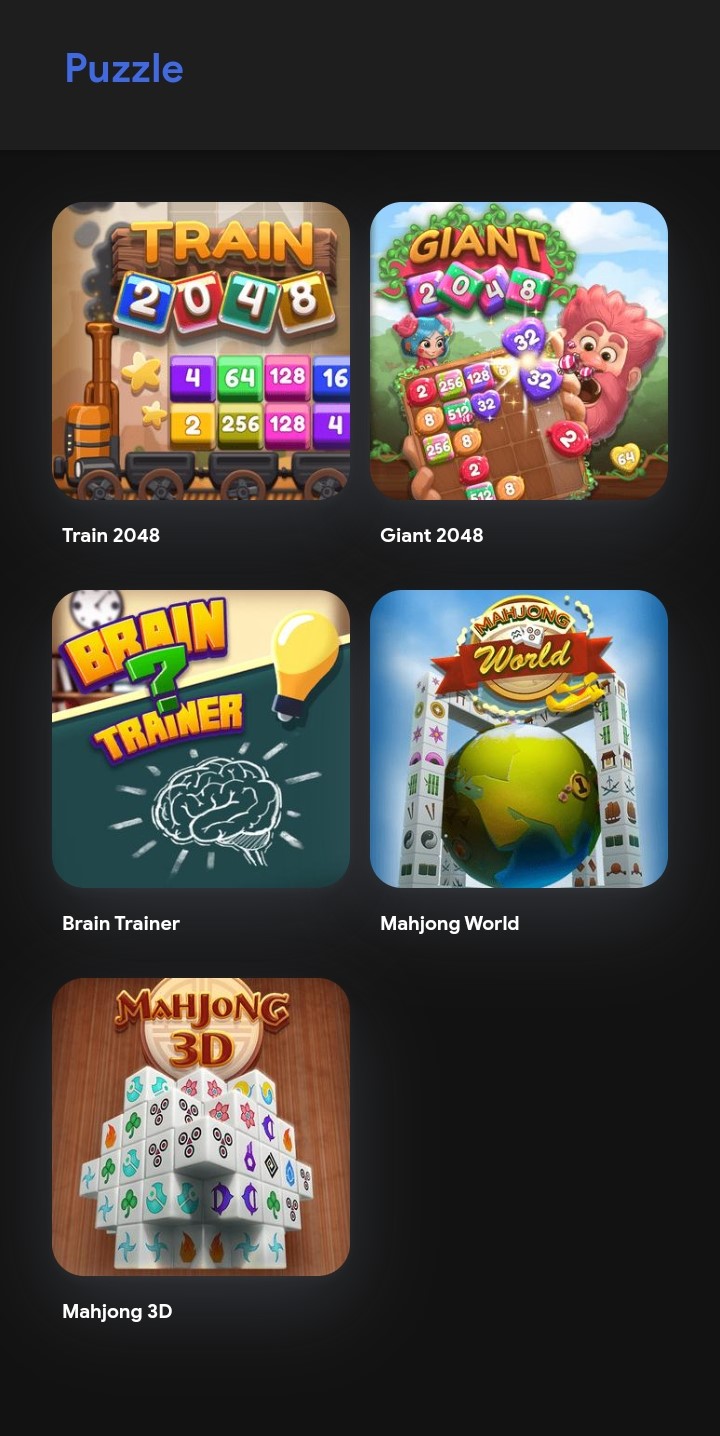 Puzzle
TRAIN
2048
4 64 128 16
2 256 128 4
Train 2048
GIANT
2048
32
32
2 256 128
8 512 32
256 8
2
2
64
512 8
Giant 2048
BRAIN
?
TRAINER
Brain Trainer
MAHJONG
World
1
Mahjong World
MAHJONG
3D
Mahjong 3D